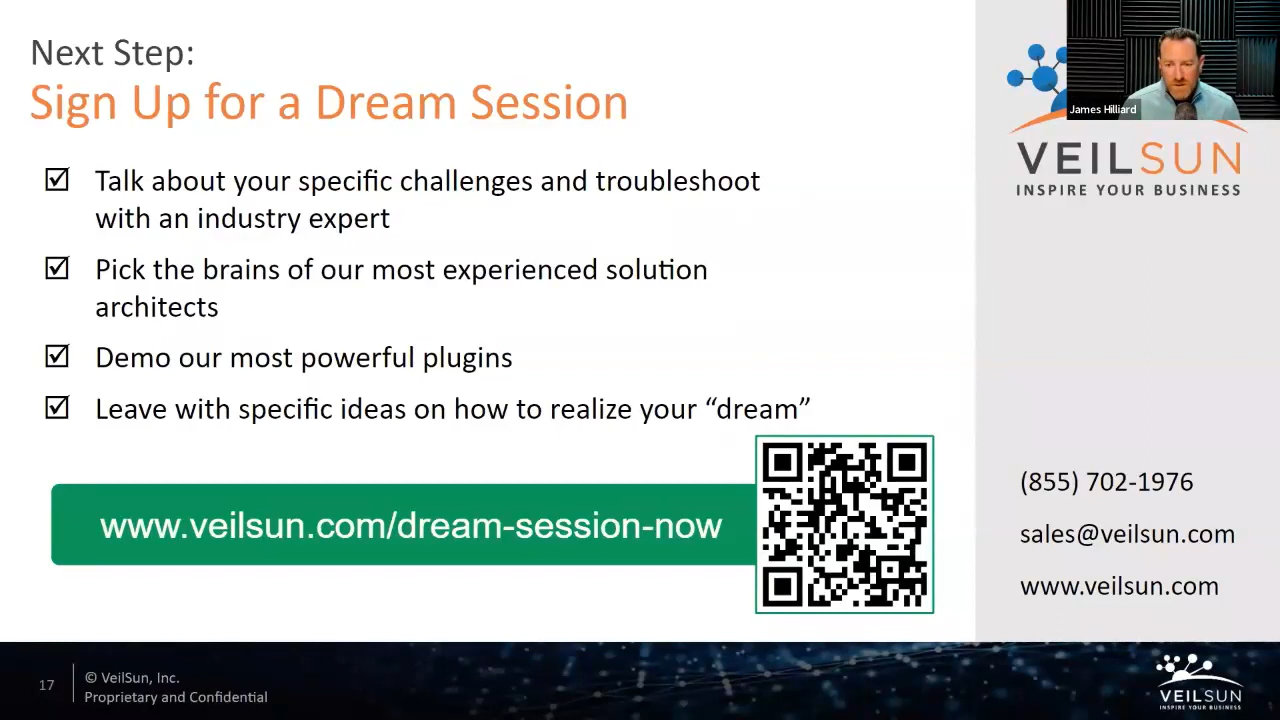 Next Step:
Sign Up for a Dream Session
☑ Talk about your specific challenges and troubleshoot
with an industry expert
☑ Pick the brains of our most experienced solution
architects
☑ Demo our most powerful plugins
☑ Leave with specific ideas on how to realize your “dream”
www.veilsun.com/dream-session-now
James Hilliard
VEILSUN
INSPIRE YOUR BUSINESS
(855) 702-1976
sales@veilsun.com
www.veilsun.com
17
© VeilSun, Inc.
Proprietary and Confidential
VEILSUN
INSPIRE YOUR BUSINESS